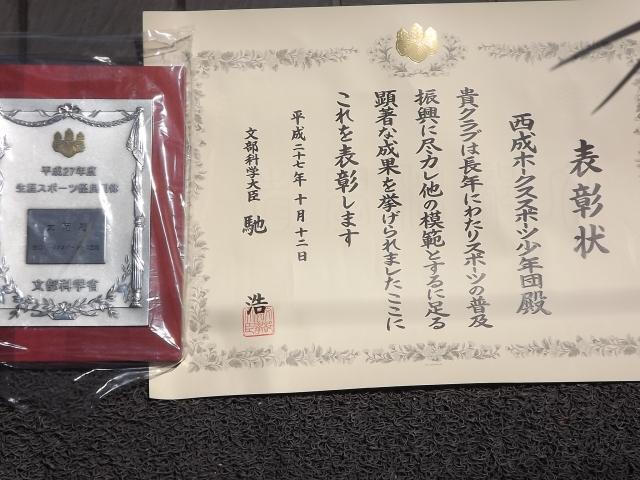 表彰状
西成ホークススポーツ少年団殿
貴クラブは長年にわたりスポーツの普及
振興に尽力し他の模範とするに足る
顕著な成果を挙げられましたここに
これを表彰します
平成二十七年十月十二日
文部科学大臣 馳 浩
平成27年度
生涯スポーツ優良団体
文部科学省